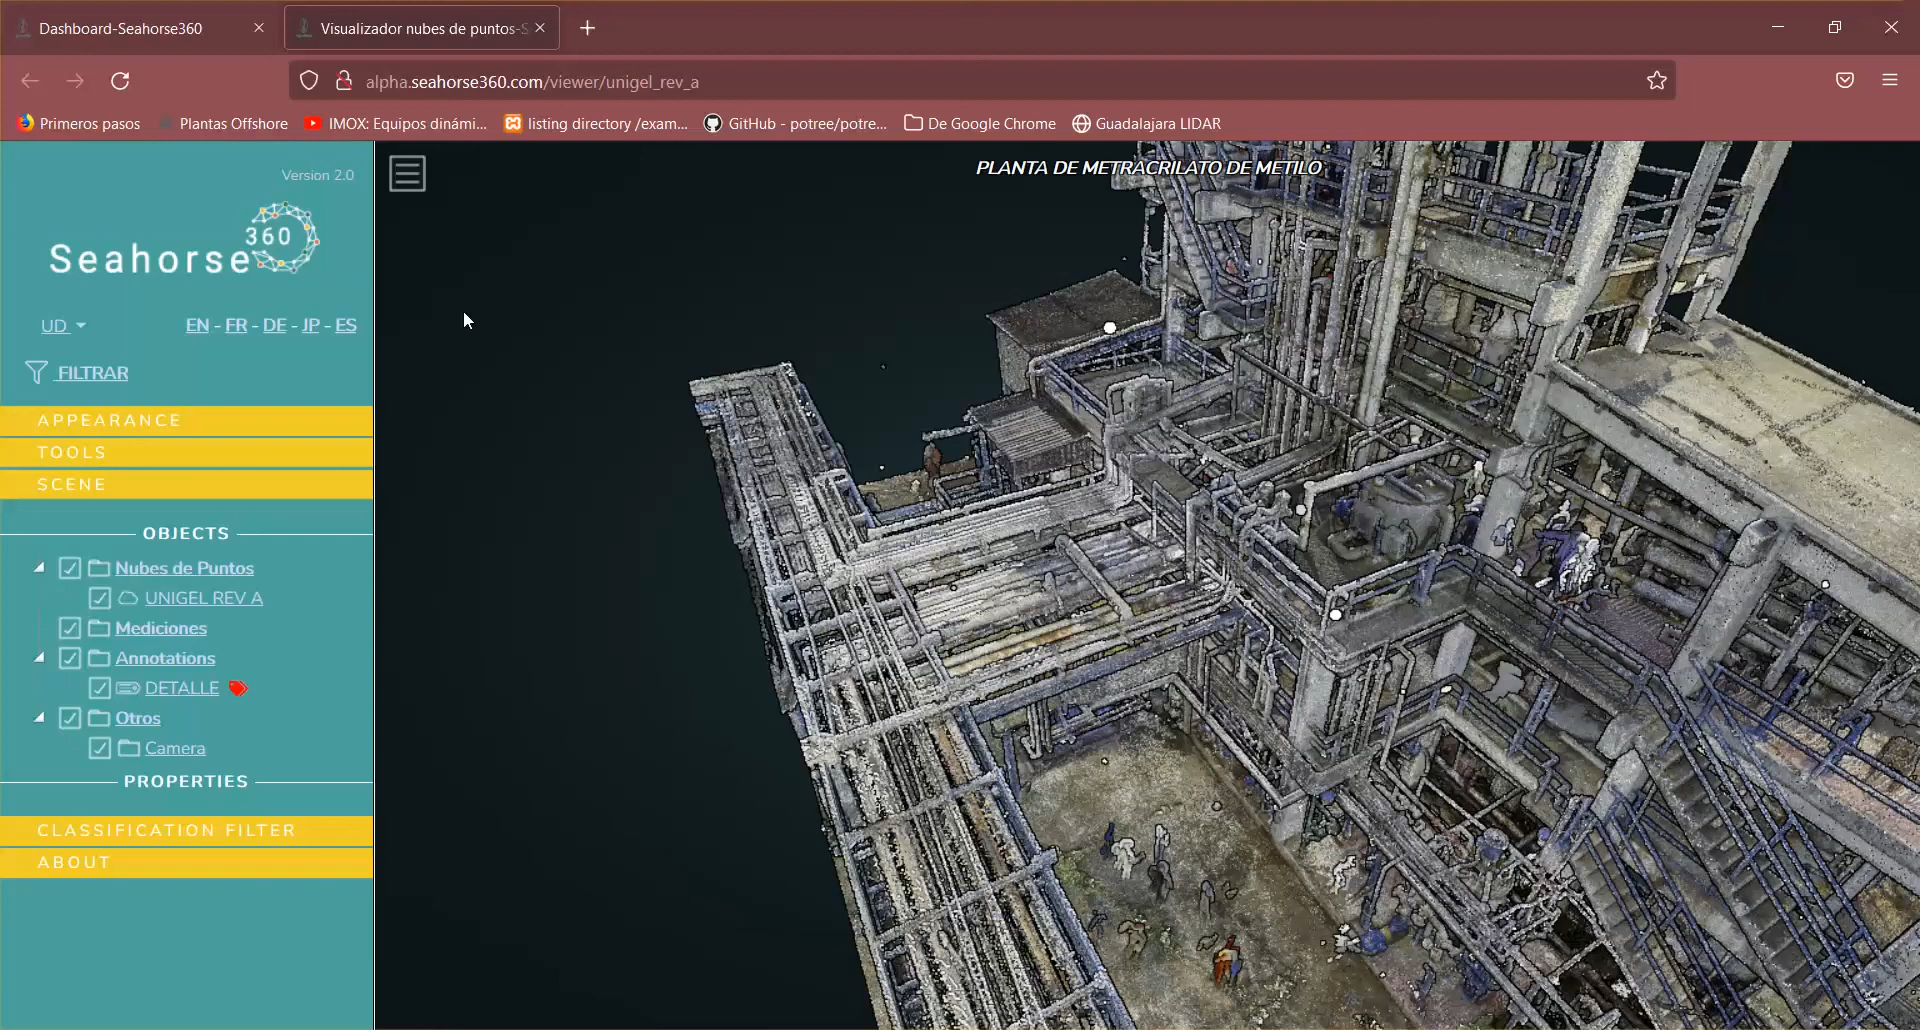 Dashboard-Seahorse360
Visualizador nubes de puntos-S
alpha.seahorse360.com/viewer/unigel_rev_a
Primeros pasos
Plantas Offshore
IMOX: Equipos dinámi...
listing directory /exam...
GitHub - potree/potre...
De Google Chrome
Guadalajara LIDAR
Version 2.0
360
Seahorse
UD
EN - FR - DE - JP - ES
FILTRAR
APPEARANCE
TOOLS
SCENE
OBJECTS
Nubes de Puntos
UNIGEL REV A
Mediciones
Annotations
DETALLE
Otros
Camera
PROPERTIES
CLASSIFICATION FILTER
ABOUT
PLANTA DE METRACRILATO DE METILO